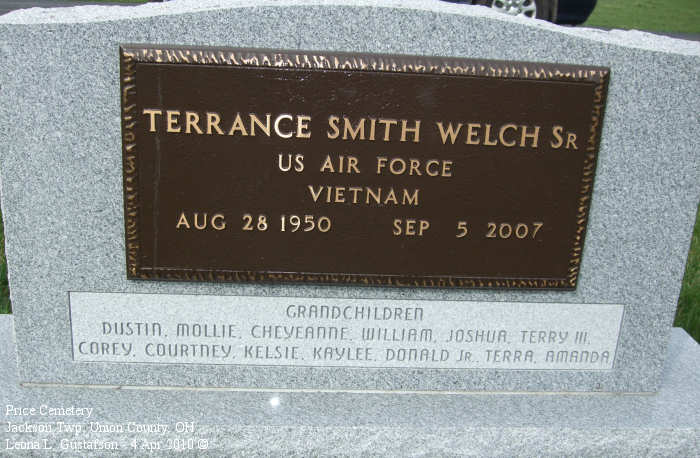 TERRANCE SMITH WELCH SR
US AIR FORCE
VIETNAM
AUG 28 1950 SEP 5 2007
GRANDCHILDREN
DUSTIN, MOLLIE, CHEYEANNE, WILLIAM, JOSHUA, TERRY III,
COREY, COURTNEY, KELSIE, KAYLEE, DONALD JR, TERRA, AMANDA
Price Cemetery
Jackson Twp, Union County, OH
Leona L. Gustafson - 4 Apr 2010 ©